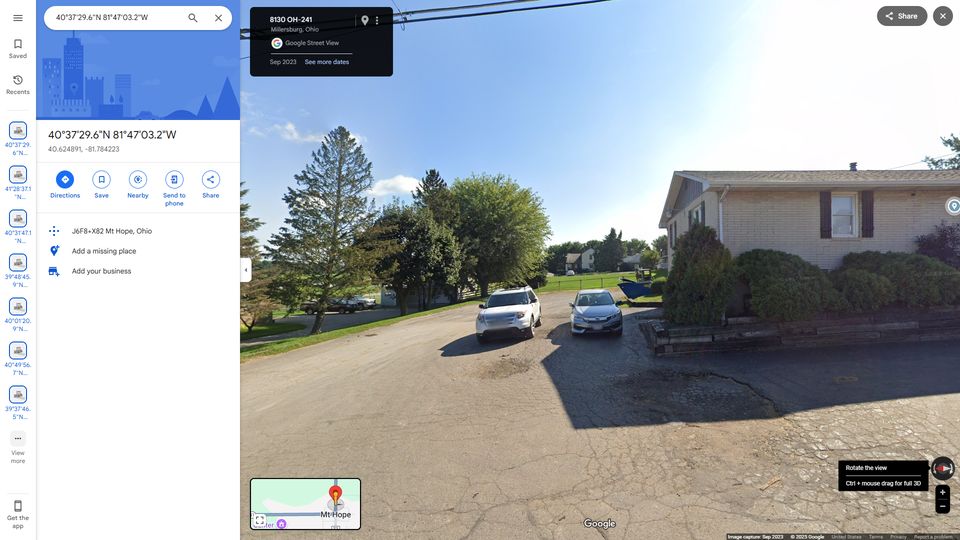 40°37'29.6"N 81°47'03.2"W
Saved
Recents
40°37'29.
6"N...
41°28'37.1
"N...
40°31'47.1
"N...
39°48'45.
9"N...
40°01'20.
9"N...
40°49'56.
7"N...
39°37'46.
5"N...
View
more
Get the
app
40°37'29.6"N 81°47'03.2"W
40.624891, -81.784223
Directions
Save
Nearby
Send to
phone
Share
J6F8+X82 Mt Hope, Ohio
Add a missing place
Add your business
8130 OH-241
Millersburg, Ohio
Google Street View
Sep 2023 See more dates
Share
Mt Hope
Rotate the view
Ctrl + mouse drag for full 3D
Google
Image capture: Sep 2023 © 2023 Google United States Terms Privacy Report a problem